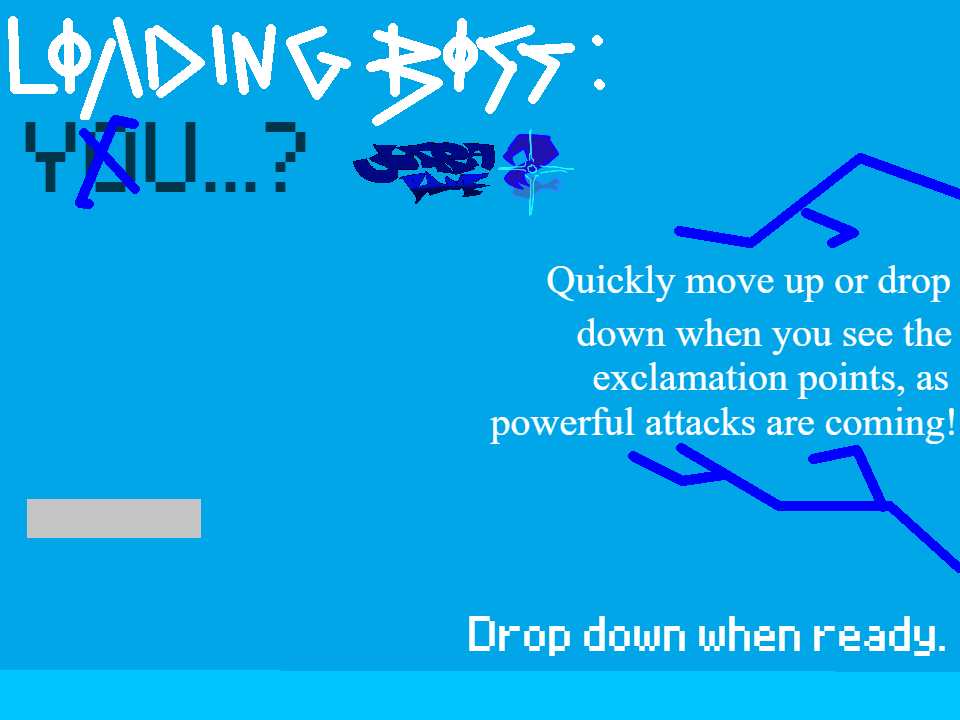 LOADING BOSS:
YOU...?
Quickly move up or drop
down when you see the
exclamation points, as
powerful attacks are coming!
Drop down when ready.